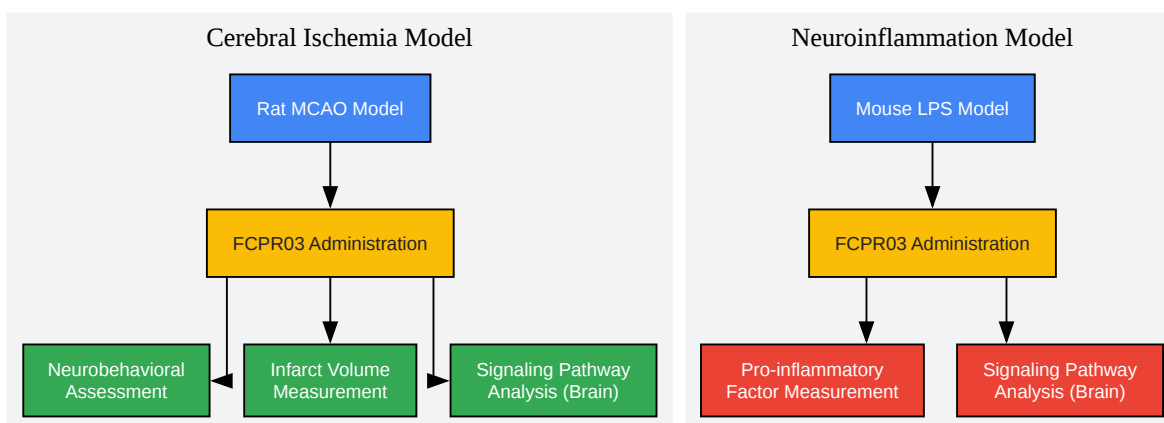 Cerebral Ischemia Model
Rat MCAO Model
FCPR03 Administration
Neurobehavioral
Assessment
Infarct Volume
Measurement
Signaling Pathway
Analysis (Brain)
Neuroinflammation Model
Mouse LPS Model
FCPR03 Administration
Pro-inflammatory
Factor Measurement
Signaling Pathway
Analysis (Brain)